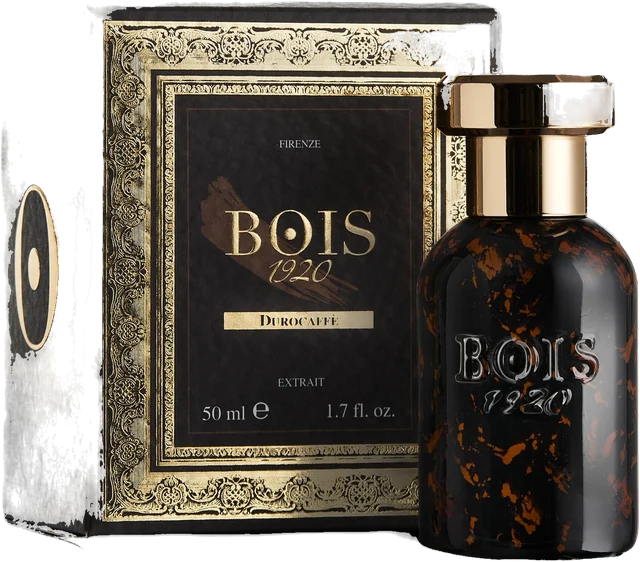 FIRENZE
BOIS
1920
DUROCAFFÈ
EXTRAIT
50 ml ℮ 1.7 fl. oz.
BOIS
1920